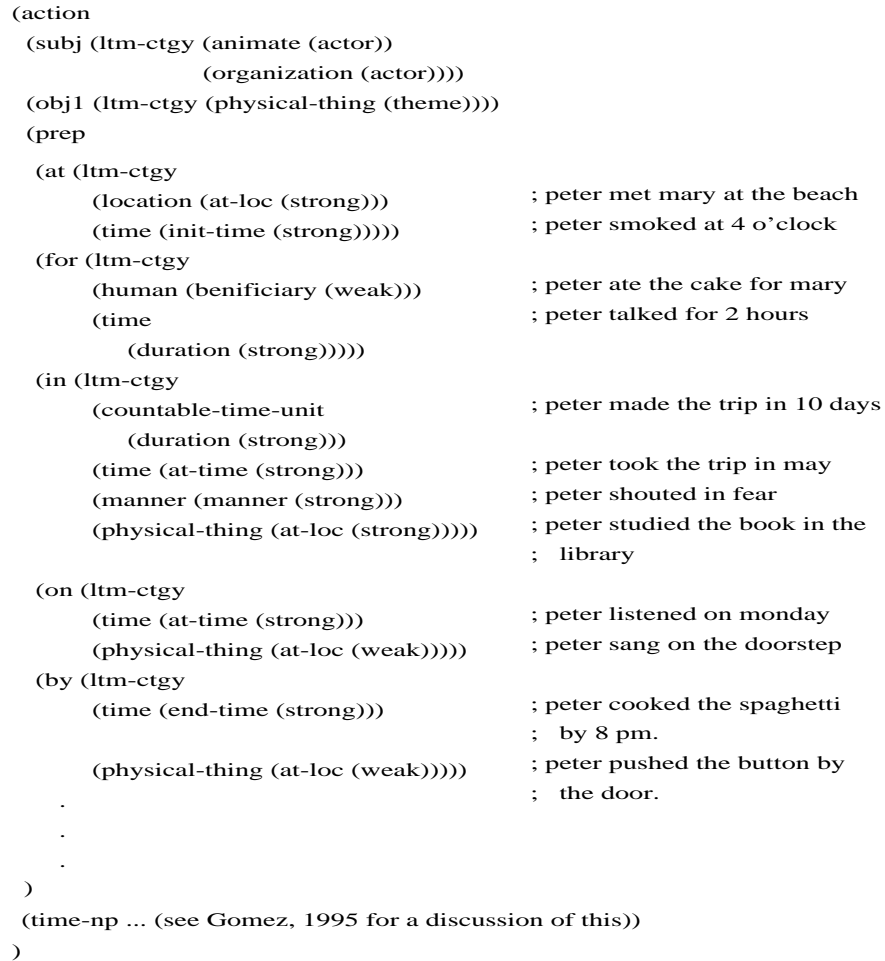 (action
(subj (ltm-ctgy (animate (actor))
(organization (actor))))
(obj1 (ltm-ctgy (physical-thing (theme))))
(prep
(at (ltm-ctgy
(location (at-loc (strong))) ; peter met mary at the beach
(time (init-time (strong))))) ; peter smoked at 4 o’clock
(for (ltm-ctgy
(human (benificiary (weak))) ; peter ate the cake for mary
(time ; peter talked for 2 hours
(duration (strong)))))
(in (ltm-ctgy
(countable-time-unit ; peter made the trip in 10 days
(duration (strong)))
(time (at-time (strong))) ; peter took the trip in may
(manner (manner (strong))) ; peter shouted in fear
(physical-thing (at-loc (strong))))) ; peter studied the book in the
; library
(on (ltm-ctgy
(time (at-time (strong))) ; peter listened on monday
(physical-thing (at-loc (weak))))) ; peter sang on the doorstep
(by (ltm-ctgy
(time (end-time (strong))) ; peter cooked the spaghetti
; by 8 pm.
(physical-thing (at-loc (weak))))) ; peter pushed the button by
; the door.
.
.
.
)
(time-np ... (see Gomez, 1995 for a discussion of this))
)